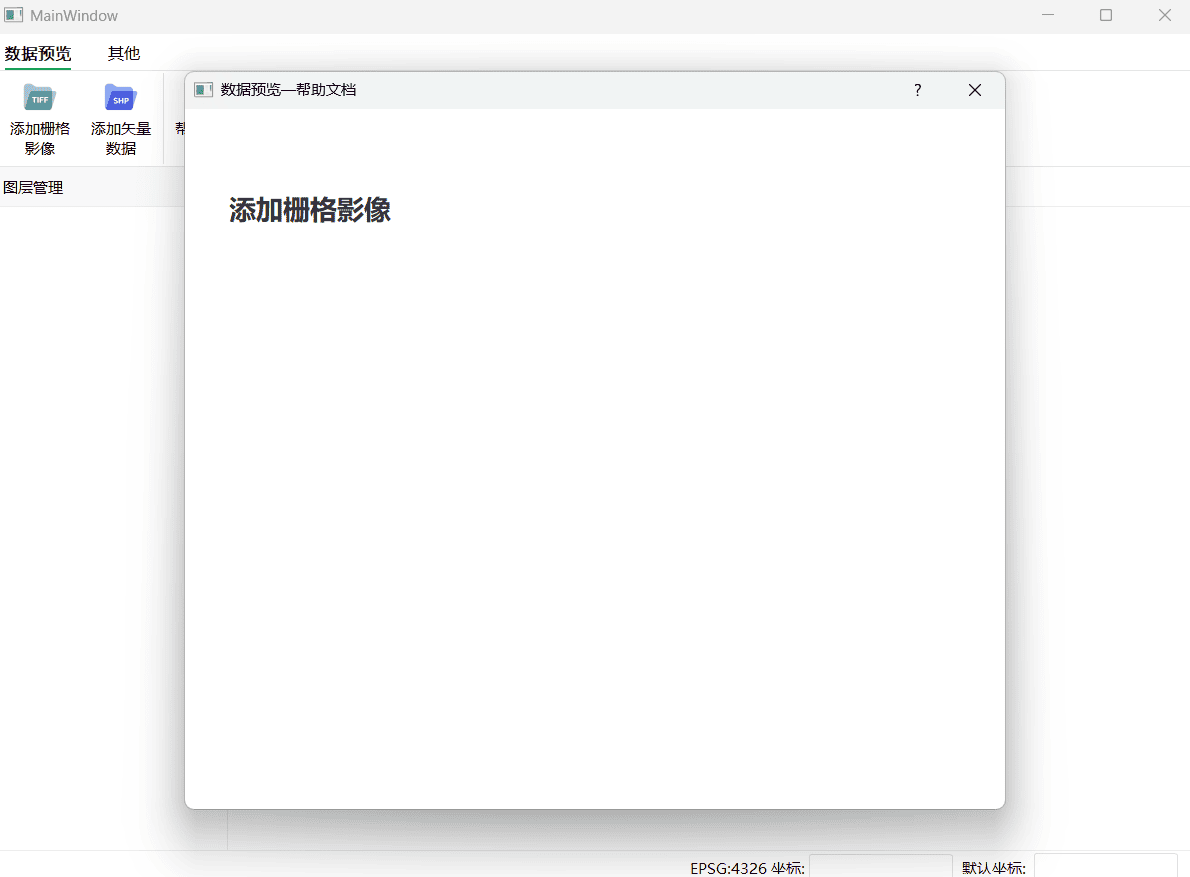 MainWindow
数据预览 其他
数据预览—帮助文档 ?
TIFF
SHP
添加栅格
影像
添加矢量
数据
图层管理
添加栅格影像
EPSG:4326 坐标:
默认坐标: